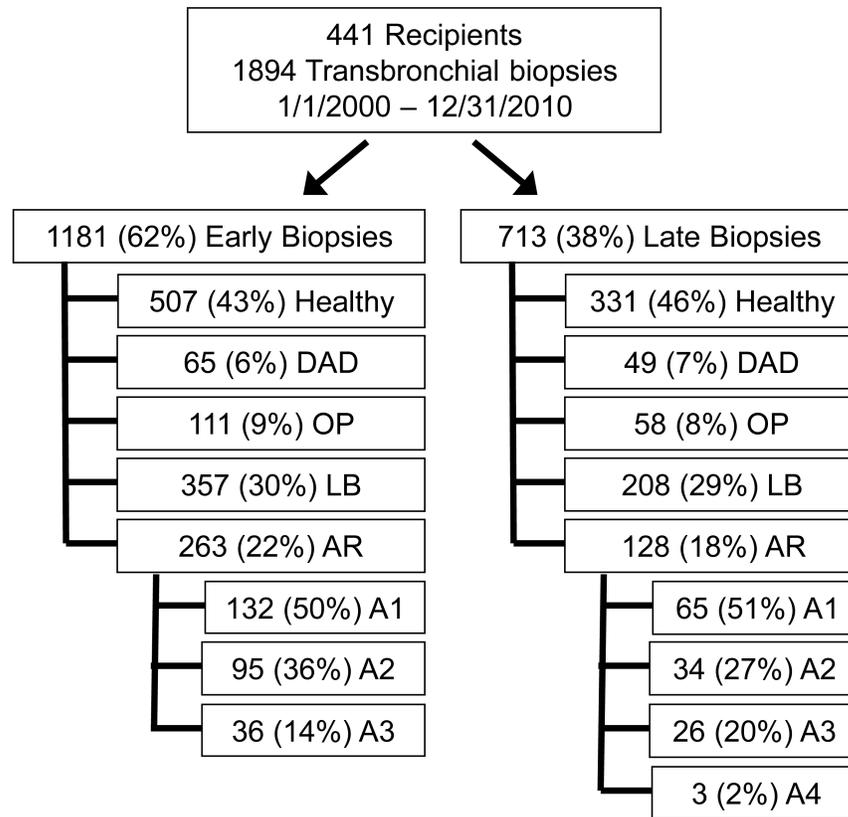 441 Recipients
1894 Transbronchial biopsies
1/1/2000 – 12/31/2010
1181 (62%) Early Biopsies
507 (43%) Healthy
65 (6%) DAD
111 (9%) OP
357 (30%) LB
263 (22%) AR
132 (50%) A1
95 (36%) A2
36 (14%) A3
713 (38%) Late Biopsies
331 (46%) Healthy
49 (7%) DAD
58 (8%) OP
208 (29%) LB
128 (18%) AR
65 (51%) A1
34 (27%) A2
26 (20%) A3
3 (2%) A4